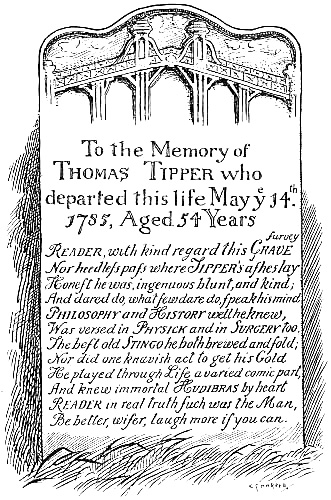 To the Memory of
THOMAS TIPPER who
departed this life May yͤ 14.th
1785, Aged 54 Years
survey
READER, with kind regard this GRAVE
Nor heedleſs paſs where TIPPER'S aſhes lay
Honeſt he was, ingenuous blunt, and kind;
And dared do, what few dare do, ſpeak his mind
PHILOSOPHY and HISTORY well he knew,
Was versed in PHYSICK and in SURGERY too.
The beſt old STINGO he both brewed and ſold;
Nor did one knavish act to get his Gold
He played through Life a varied comic part,
And knew immortal HUDIBRAS by heart
READER in real truth ſuch was the Man,
Be better, wiſer, laugh more if you can.